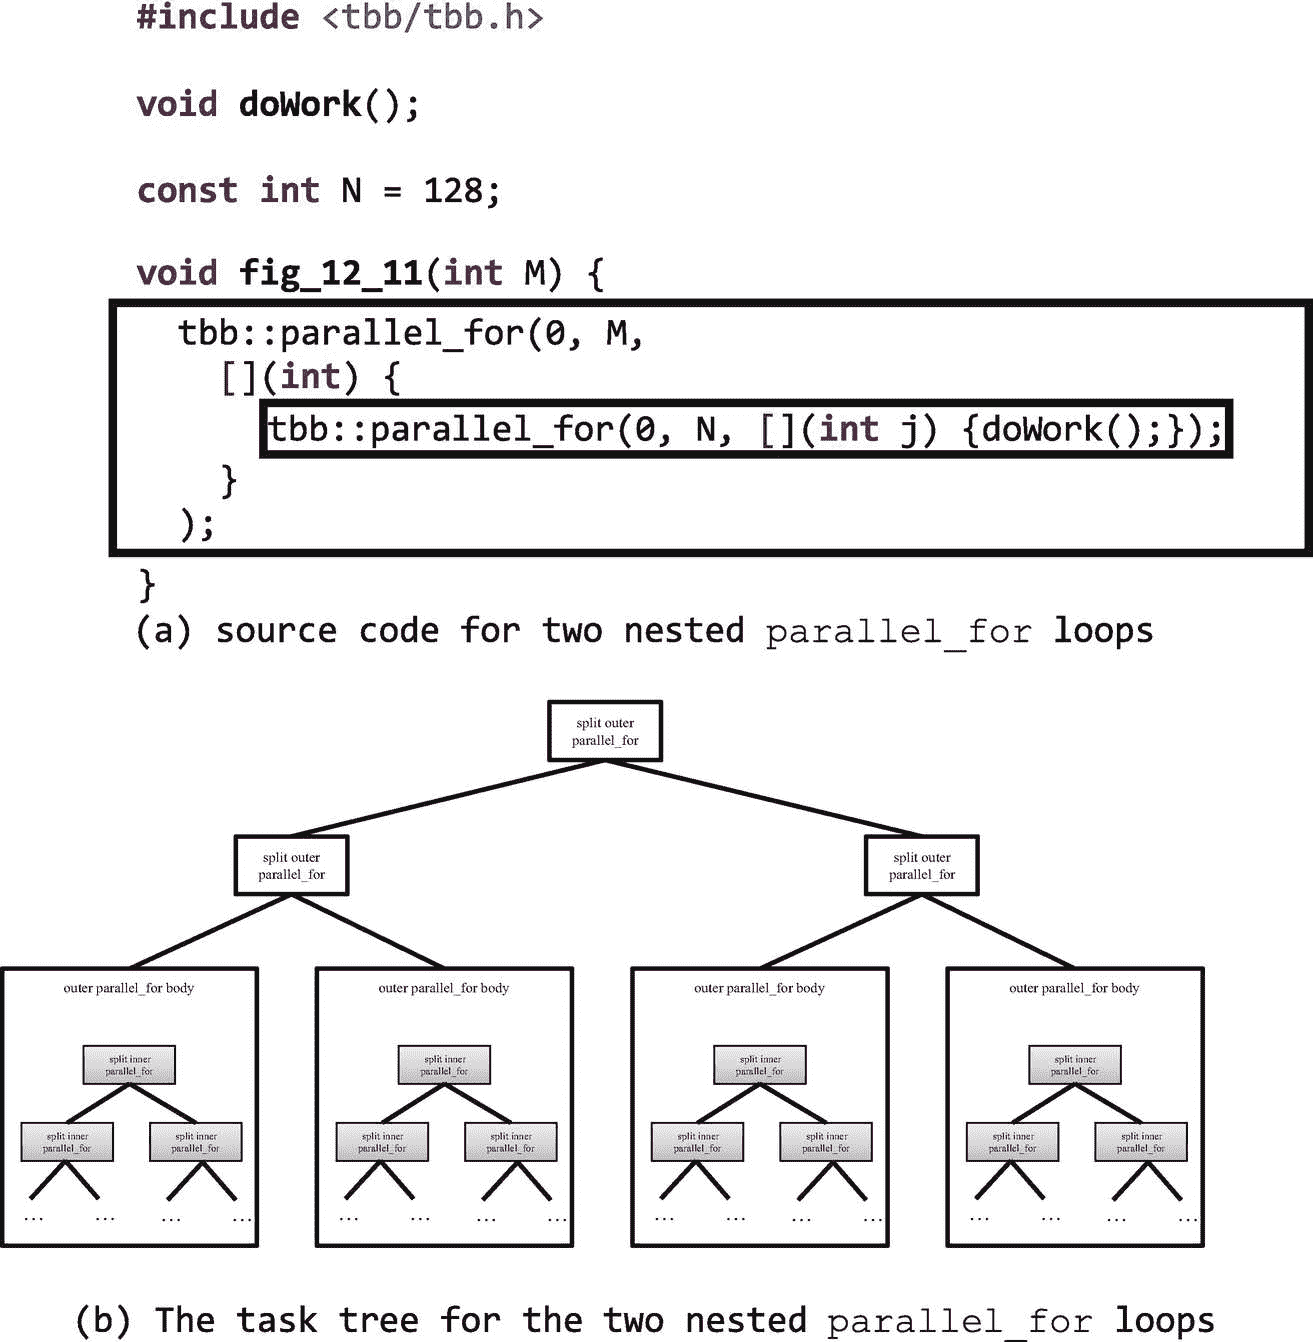 #include <tbb/tbb.h>
void doWork();
const int N = 128;
void fig_12_11(int M) {
tbb::parallel_for(0, M,
[](int) {
tbb::parallel_for(0, N, [](int j) {doWork();});
}
);
}
(a) source code for two nested parallel_for loops
split outer
parallel_for
split outer
parallel_for
split outer
parallel_for
outer parallel_for body
split inner
parallel_for
split inner
parallel_for
split inner
parallel_for
... ... ... ...
outer parallel_for body
split inner
parallel_for
split inner
parallel_for
split inner
parallel_for
... ... ... ...
outer parallel_for body
split inner
parallel_for
split inner
parallel_for
split inner
parallel_for
... ... ... ...
outer parallel_for body
split inner
parallel_for
split inner
parallel_for
split inner
parallel_for
... ... ... ...
(b) The task tree for the two nested parallel_for loops